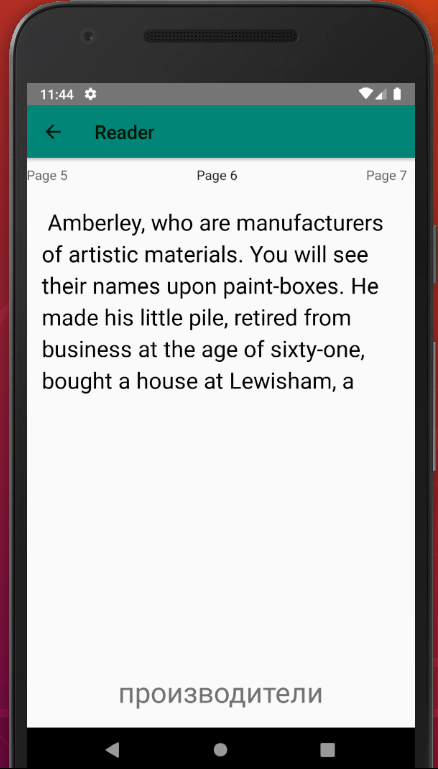 11:44
Reader
Page 5 Page 6 Page 7
Amberley, who are manufacturers
of artistic materials. You will see
their names upon paint-boxes. He
made his little pile, retired from
business at the age of sixty-one,
bought a house at Lewisham, a
производители